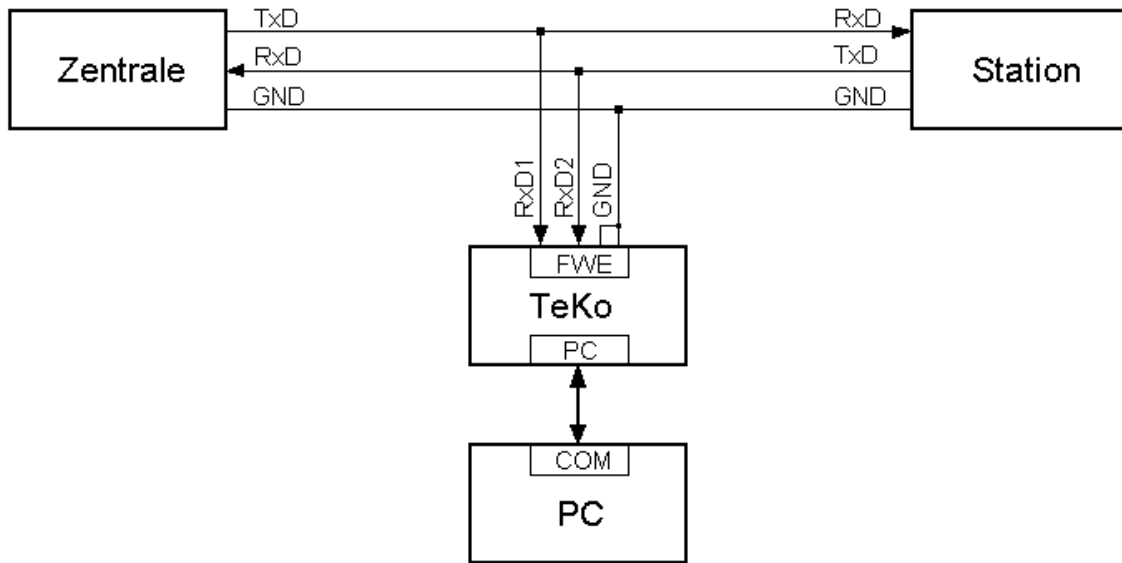 TxD RxD
Zentrale RxD TxD Station
GND GND
RxD1 RxD2 GND
FWE
TeKo
PC
COM
PC